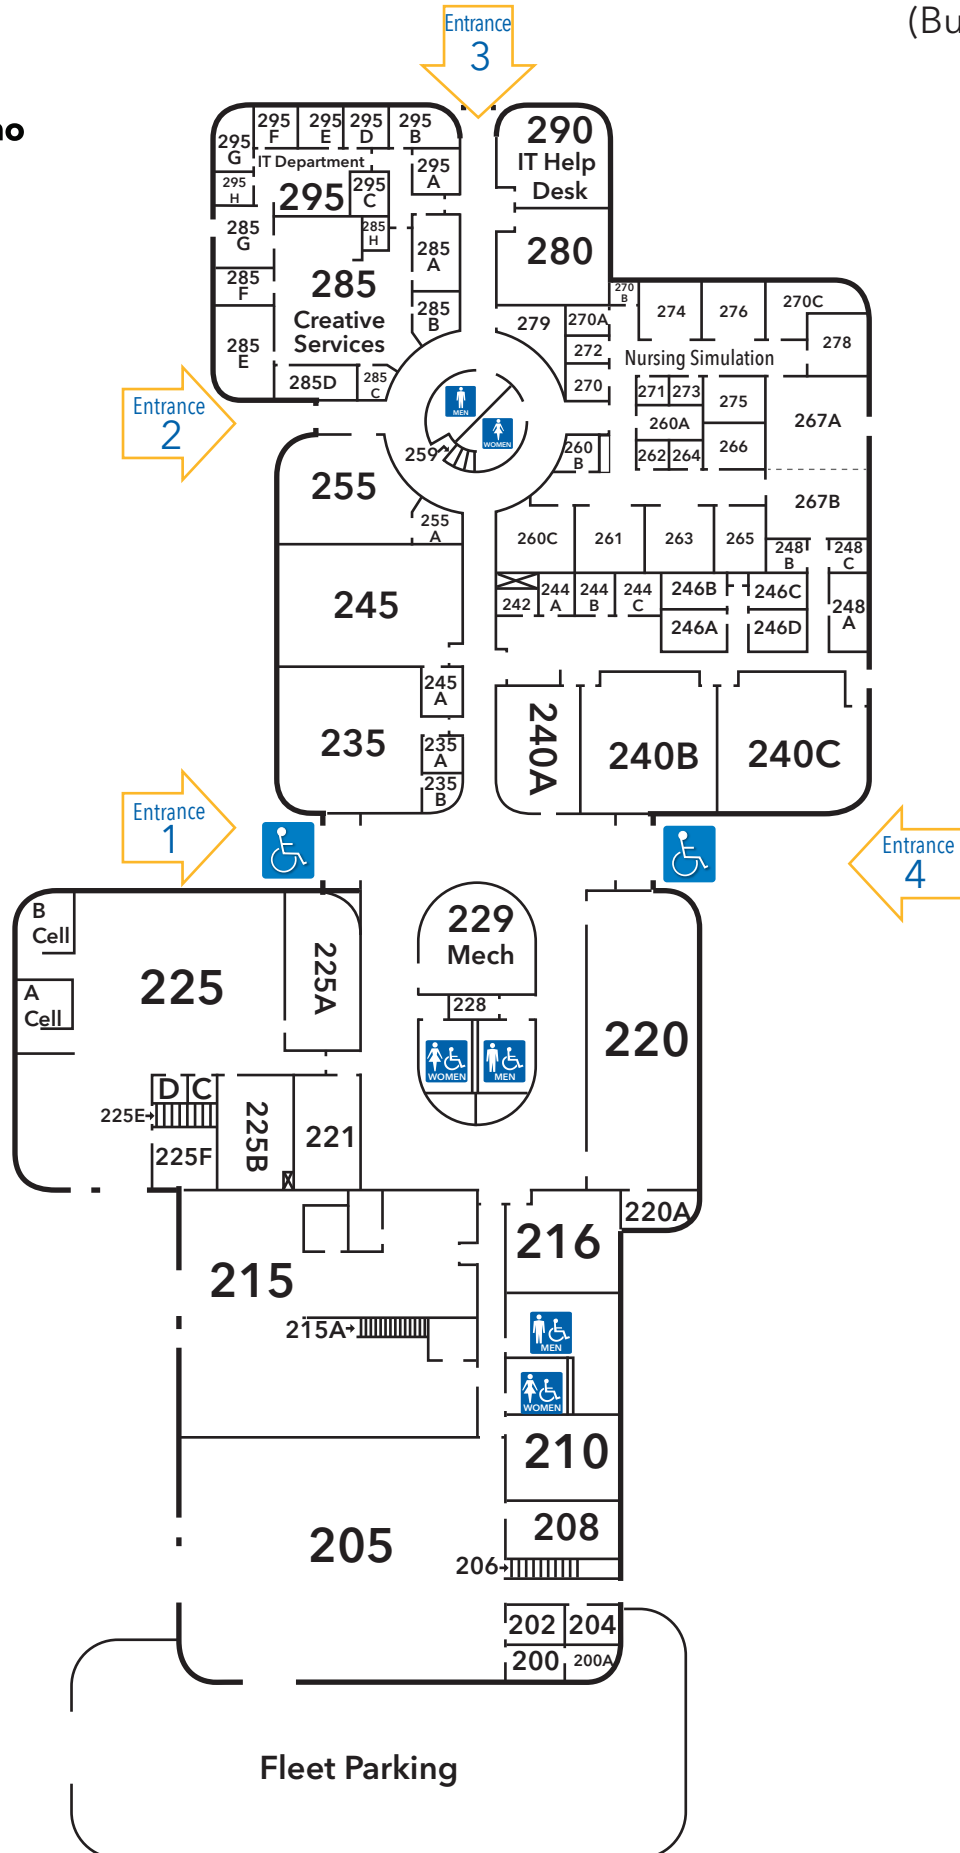 (Bu
no
Entrance
3
295
F
295
E
295
D
295
B
295
G
IT Department
295
A
295
H
295
295
C
290
IT Help
Desk
285
G
285
H
285
A
280
285
F
285
Creative
Services
285
B
285
E
285D
285
C
270
B
274
276
270C
279
270A
278
272
Nursing Simulation
270
271
273
275
267A
260A
262
264
266
Entrance
2
MEN
WOMEN
259
260
B
255
255
A
267B
260C
261
263
265
248
B
248
C
245
242
244
A
244
B
244
C
246B
246C
246A
246D
248
A
245
A
235
235
A
235
B
240A
240B
240C
Entrance
1
Entrance
4
B
Cell
A
Cell
225
225A
229
Mech
228
WOMEN
MEN
220
D
C
225E
225F
225B
221
220A
216
215
215A
MEN
WOMEN
210
208
205
206
202
204
200
200A
Fleet Parking